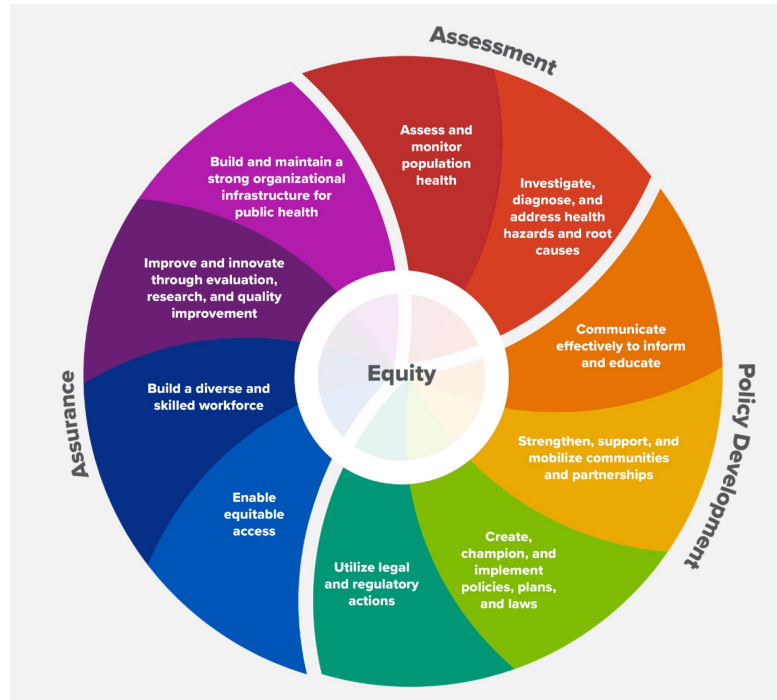 Assessment
Assess and
monitor
population
health
Investigate,
diagnose, and
address health
hazards and root
causes
Policy Development
Communicate
effectively to inform
and educate
Strengthen, support, and
mobilize communities
and partnerships
Create,
champion, and
implement
policies, plans,
and laws
Utilize legal
and regulatory
actions
Assurance
Enable
equitable
access
Build a diverse and
skilled workforce
Improve and innovate
through evaluation,
research, and quality
improvement
Build and maintain a
strong organizational
infrastructure for
public health
Equity